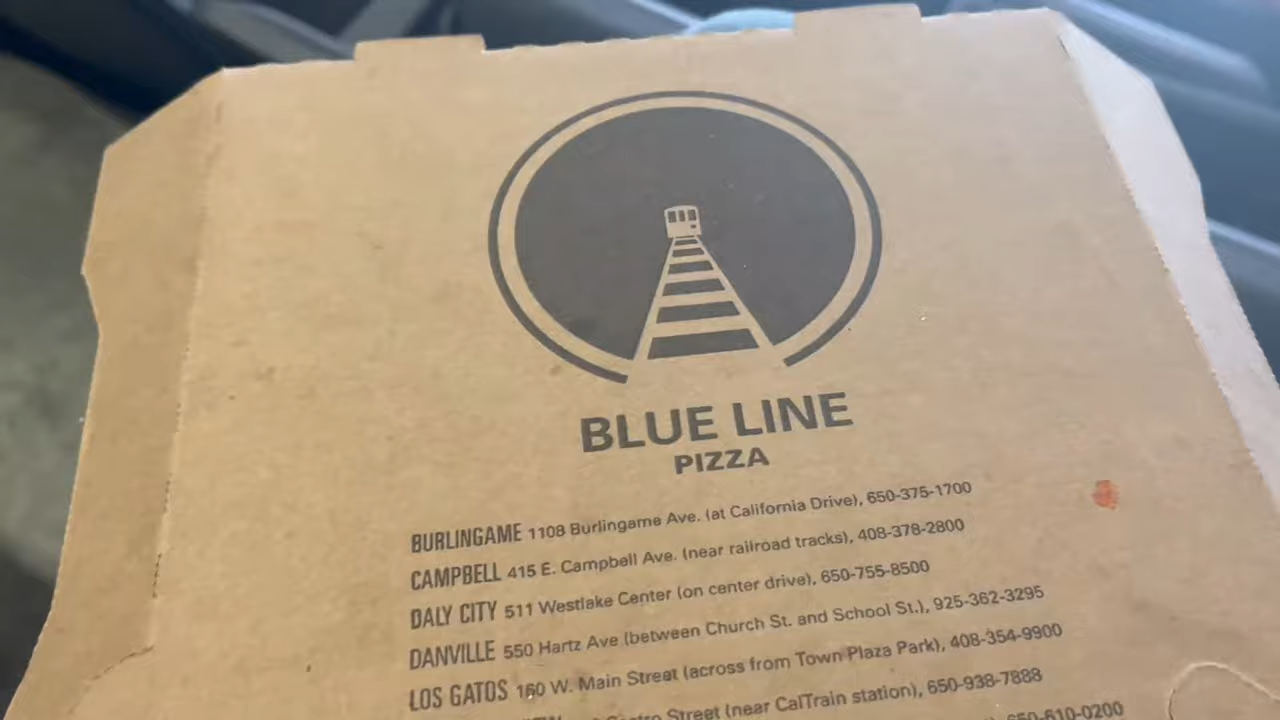 BLUE LINE
PIZZA
BURLINGAME 1108 Burlingame Ave. (at California Drive), 650-375-1700
CAMPBELL 415 E. Campbell Ave. (near railroad tracks), 408-378-2800
DALY CITY 511 Westlake Center (on center drive), 650-755-8500
DANVILLE 550 Hartz Ave (between Church St. and School St.), 925-362-3295
LOS GATOS 160 W. Main Street (across from Town Plaza Park), 408-354-9900
Street (near CalTrain station), 650-938-7888
650-610-0200